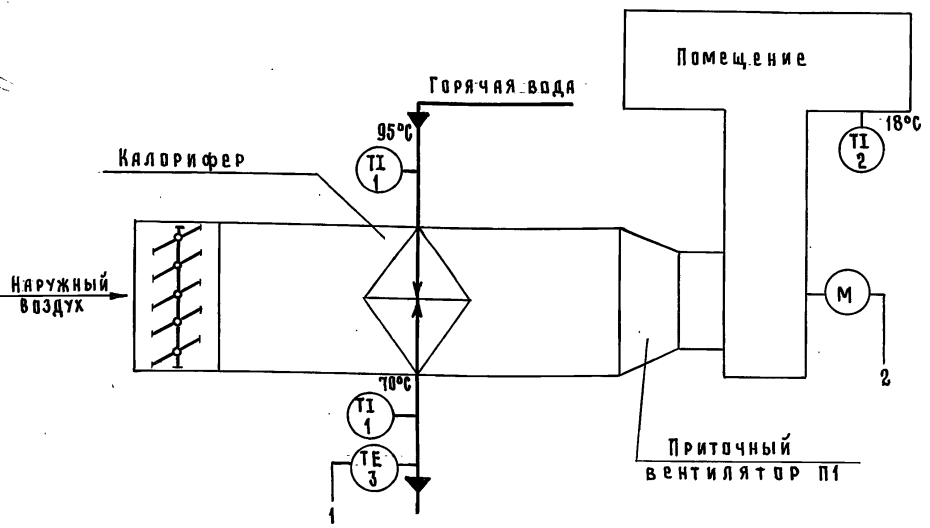 Помещение
Горячая вода
95°С
18°С
TI
2
TI
1
Калорифер
Наружный
воздух
М
2
70°С
TI
1
TE
3
1
Приточный
вентилятор П1